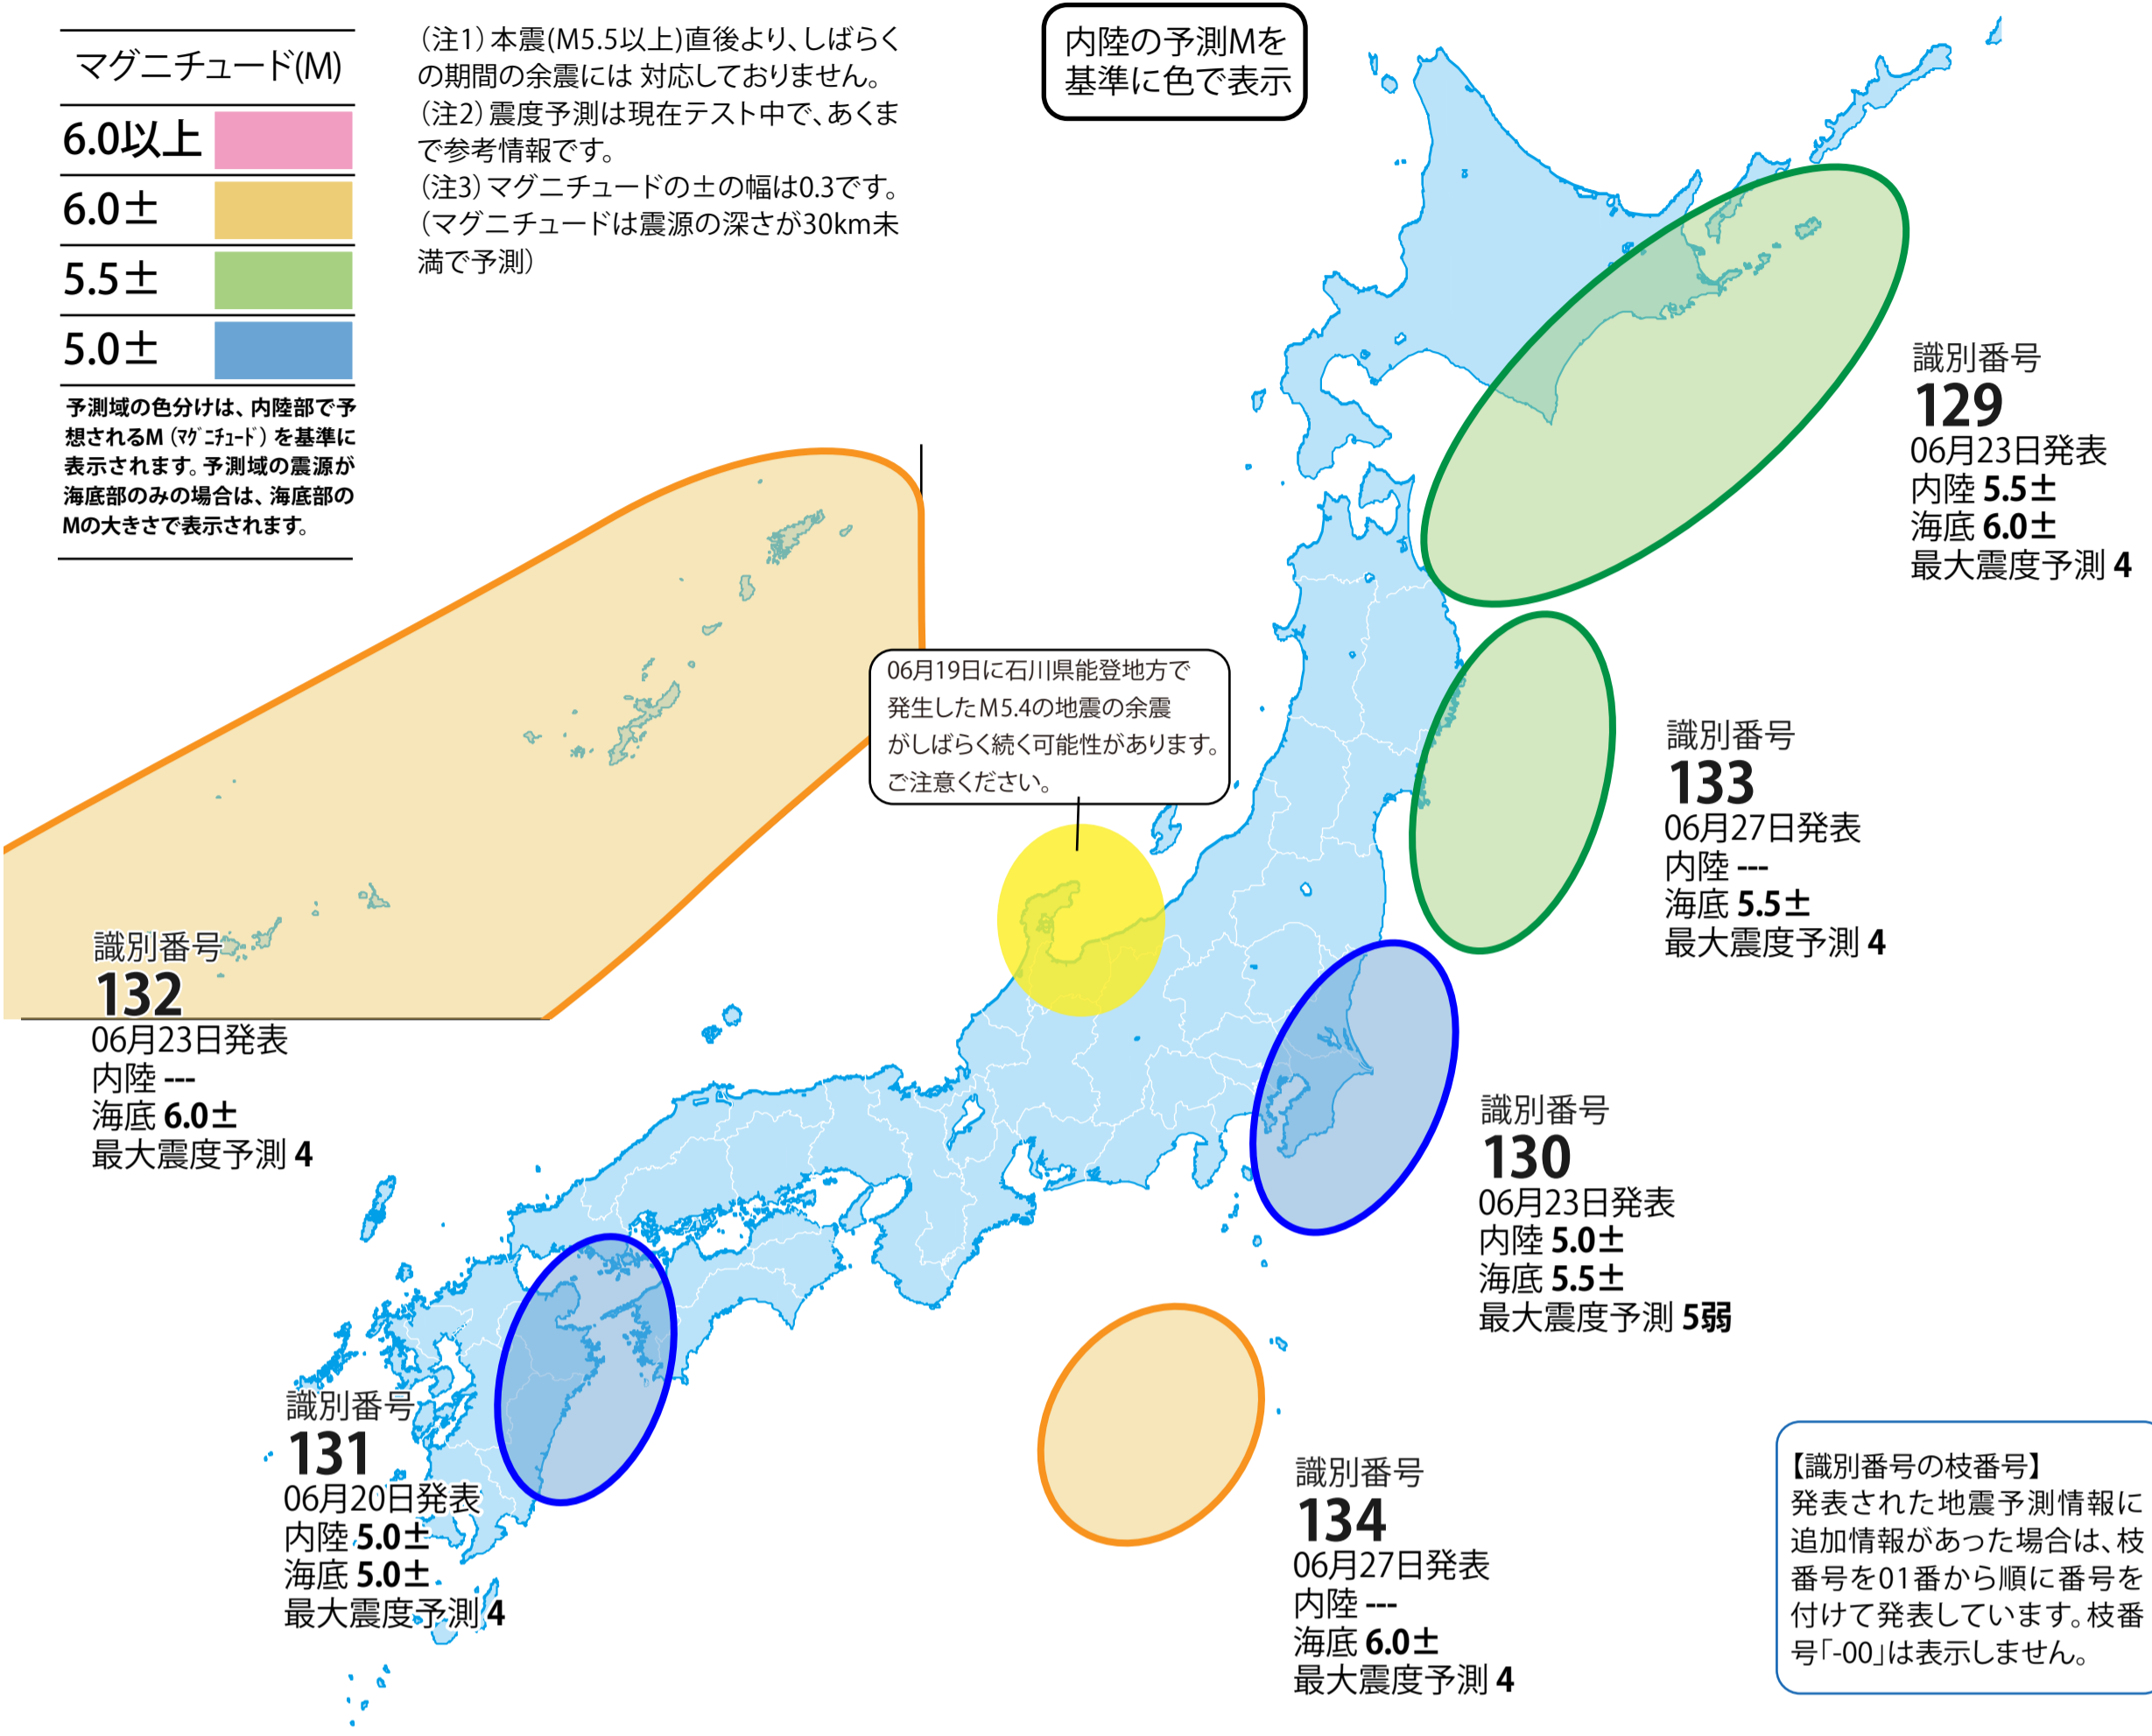 マグニチュード(M)
6.0以上
6.0±
5.5±
5.0±
予測域の色分けは、内陸部で予
想されるM（ﾏｸﾞﾆﾁｭｰﾄﾞ）を基準に
表示されます。予測域の震源が
海底部のみの場合は、海底部の
Mの大きさで表示されます。
（注1）本震(M5.5以上)直後より、しばらく
の期間の余震には 対応しておりません。
（注2）震度予測は現在テスト中で、あくま
で参考情報です。
（注3）マグニチュードの±の幅は0.3です。
（マグニチュードは震源の深さが30km未
満で予測）
内陸の予測Mを
基準に色で表示
識別番号
129
06月23日発表
内陸 5.5±
海底 6.0±
最大震度予測 4
06月19日に石川県能登地方で
発生したM5.4の地震の余震
がしばらく続く可能性があります。
ご注意ください。
識別番号
133
06月27日発表
内陸 ---
海底 5.5±
最大震度予測 4
識別番号
132
06月23日発表
内陸 ---
海底 6.0±
最大震度予測 4
識別番号
130
06月23日発表
内陸 5.0±
海底 5.5±
最大震度予測 5弱
識別番号
131
06月20日発表
内陸 5.0±
海底 5.0±
最大震度予測 4
識別番号
134
06月27日発表
内陸 ---
海底 6.0±
最大震度予測 4
【識別番号の枝番号】
発表された地震予測情報に
追加情報があった場合は、枝
番号を01番から順に番号を
付けて発表しています。枝番
号「-00」は表示しません。